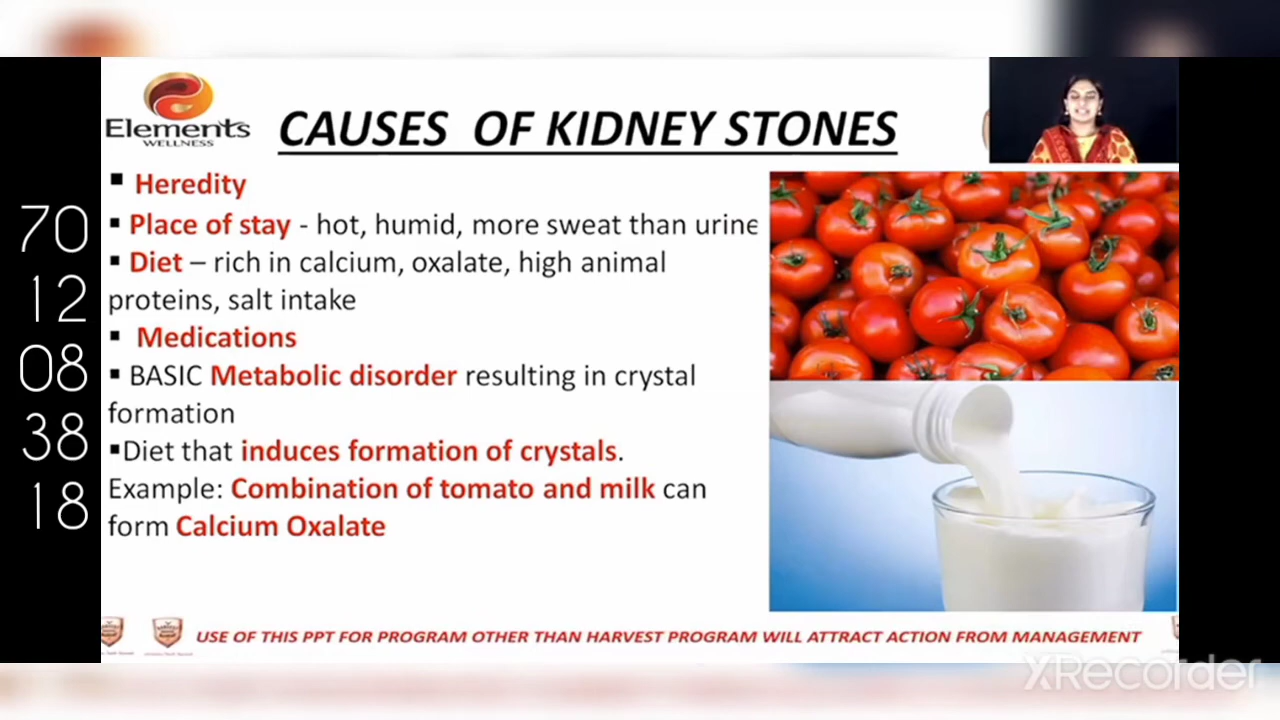 Elements
WELLNESS
CAUSES OF KIDNEY STONES
▪ Heredity
▪ Place of stay - hot, humid, more sweat than urine
▪ Diet – rich in calcium, oxalate, high animal
proteins, salt intake
▪ Medications
▪ BASIC Metabolic disorder resulting in crystal
formation
▪Diet that induces formation of crystals.
Example: Combination of tomato and milk can
form Calcium Oxalate
70
12
08
38
18
USE OF THIS PPT FOR PROGRAM OTHER THAN HARVEST PROGRAM WILL ATTRACT ACTION FROM MANAGEMENT
XRecorder